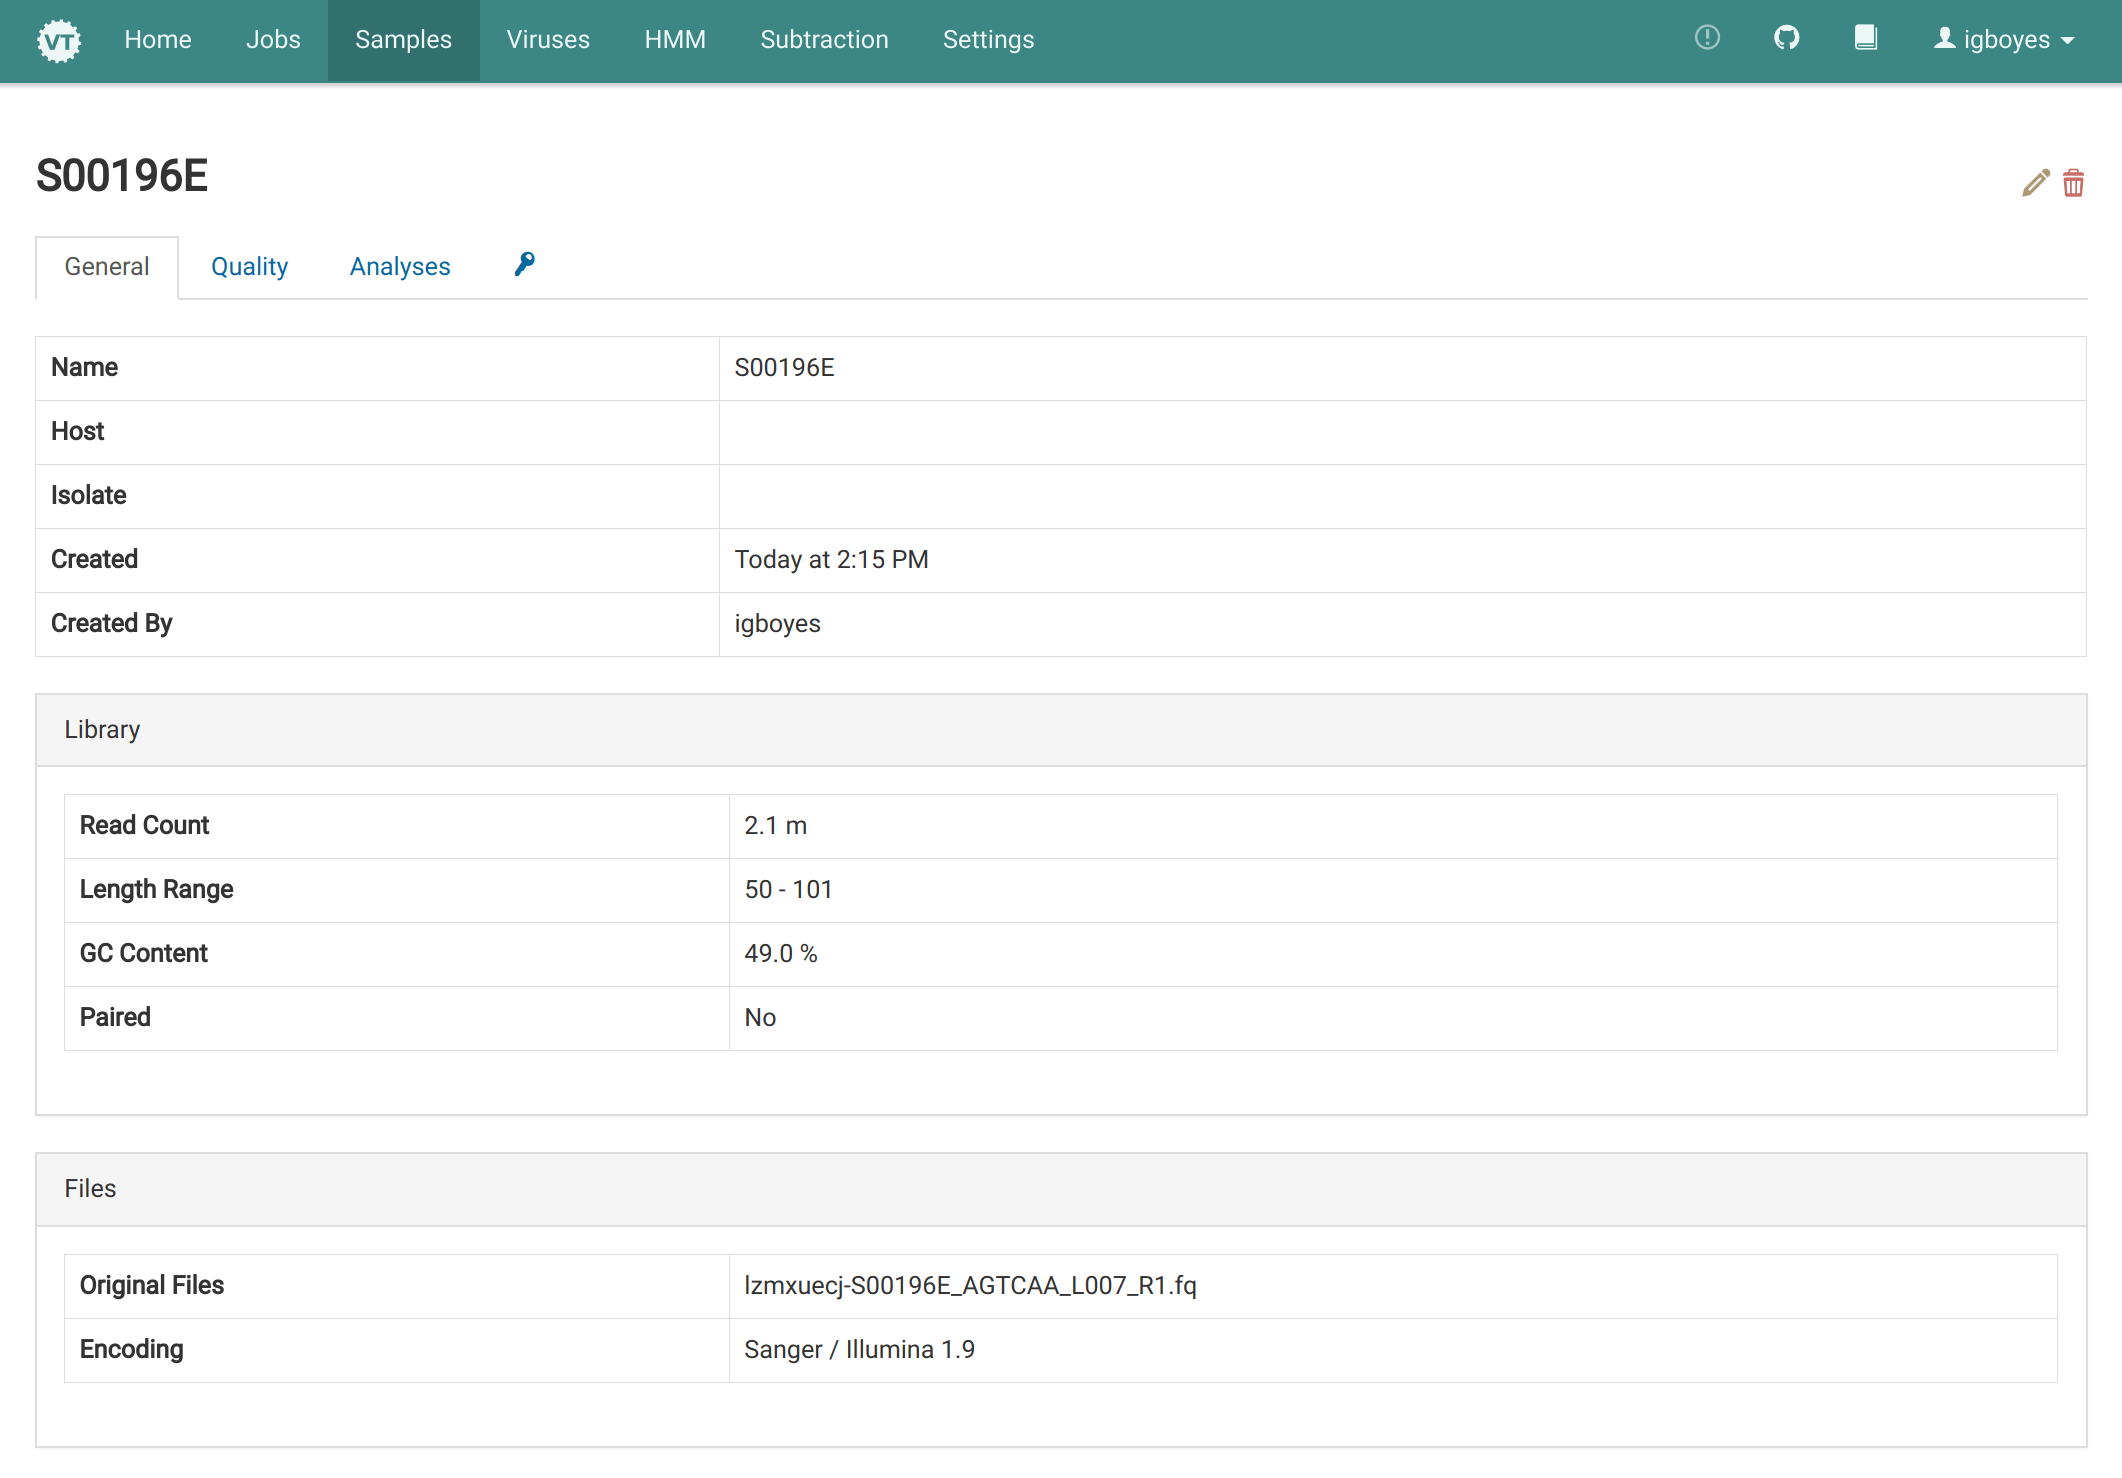 VT Home Jobs Samples Viruses HMM Subtraction Settings igboyes
S00196E
General Quality Analyses
Name S00196E
Host
Isolate
Created Today at 2:15 PM
Created By igboyes
Library
Read Count 2.1 m
Length Range 50 - 101
GC Content 49.0 %
Paired No
Files
Original Files lzmxuecj-S00196E_AGTCAA_L007_R1.fq
Encoding Sanger / Illumina 1.9